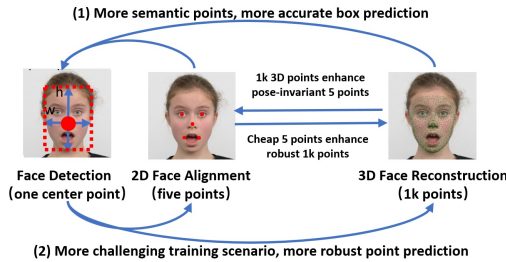 (1) More semantic points, more accurate box prediction
h
w
1k 3D points enhance
pose-invariant 5 points
Cheap 5 points enhance
robust 1k points
Face Detection
(one center point)
2D Face Alignment
(five points)
3D Face Reconstruction
(1k points)
(2) More challenging training scenario, more robust point prediction